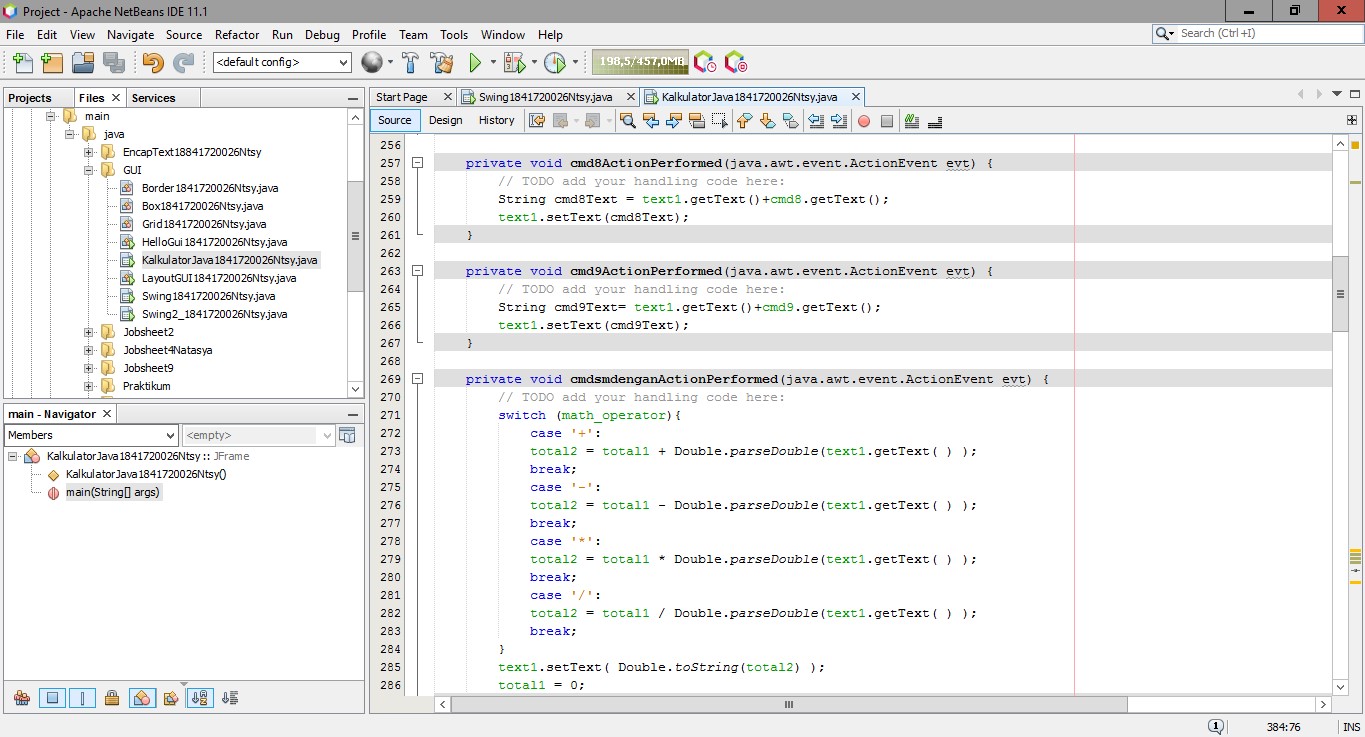 Project - Apache NetBeans IDE 11.1
File Edit View Navigate Source Refactor Run Debug Profile Team Tools Window Help
Search (Ctrl+I)
<default config>
198,5/457,0MB
Projects Files Services
main
java
EncapText18841720026Ntsy
GUI
Border1841720026Ntsy.java
Box1841720026Ntsy.java
Grid1841720026Ntsy.java
HelloGui1841720026Ntsy.java
KalkulatorJava1841720026Ntsy.java
LayoutGUI1841720026Ntsy.java
Swing1841720026Ntsy.java
Swing2_1841720026Ntsy.java
Jobsheet2
Jobsheet4Natasya
Jobsheet9
Praktikum
main - Navigator
Members <empty>
KalkulatorJava1841720026Ntsy :: JFrame
KalkulatorJava1841720026Ntsy()
main(String[] args)
Start Page Swing1841720026Ntsy.java KalkulatorJava1841720026Ntsy.java
Source Design History
256
257 private void cmd8ActionPerformed(java.awt.event.ActionEvent evt) {
258 // TODO add your handling code here:
259 String cmd8Text = text1.getText()+cmd8.getText();
260 text1.setText(cmd8Text);
261 }
262
263 private void cmd9ActionPerformed(java.awt.event.ActionEvent evt) {
264 // TODO add your handling code here:
265 String cmd9Text= text1.getText()+cmd9.getText();
266 text1.setText(cmd9Text);
267 }
268
269 private void cmdsmdenganActionPerformed(java.awt.event.ActionEvent evt) {
270 // TODO add your handling code here:
271 switch (math_operator){
272 case '+':
273 total2 = total1 + Double.parseDouble(text1.getText( ) );
274 break;
275 case '-':
276 total2 = total1 - Double.parseDouble(text1.getText( ) );
277 break;
278 case '*':
279 total2 = total1 * Double.parseDouble(text1.getText( ) );
280 break;
281 case '/':
282 total2 = total1 / Double.parseDouble(text1.getText( ) );
283 break;
284 }
285 text1.setText( Double.toString(total2) );
286 total1 = 0;
1 384:76 INS